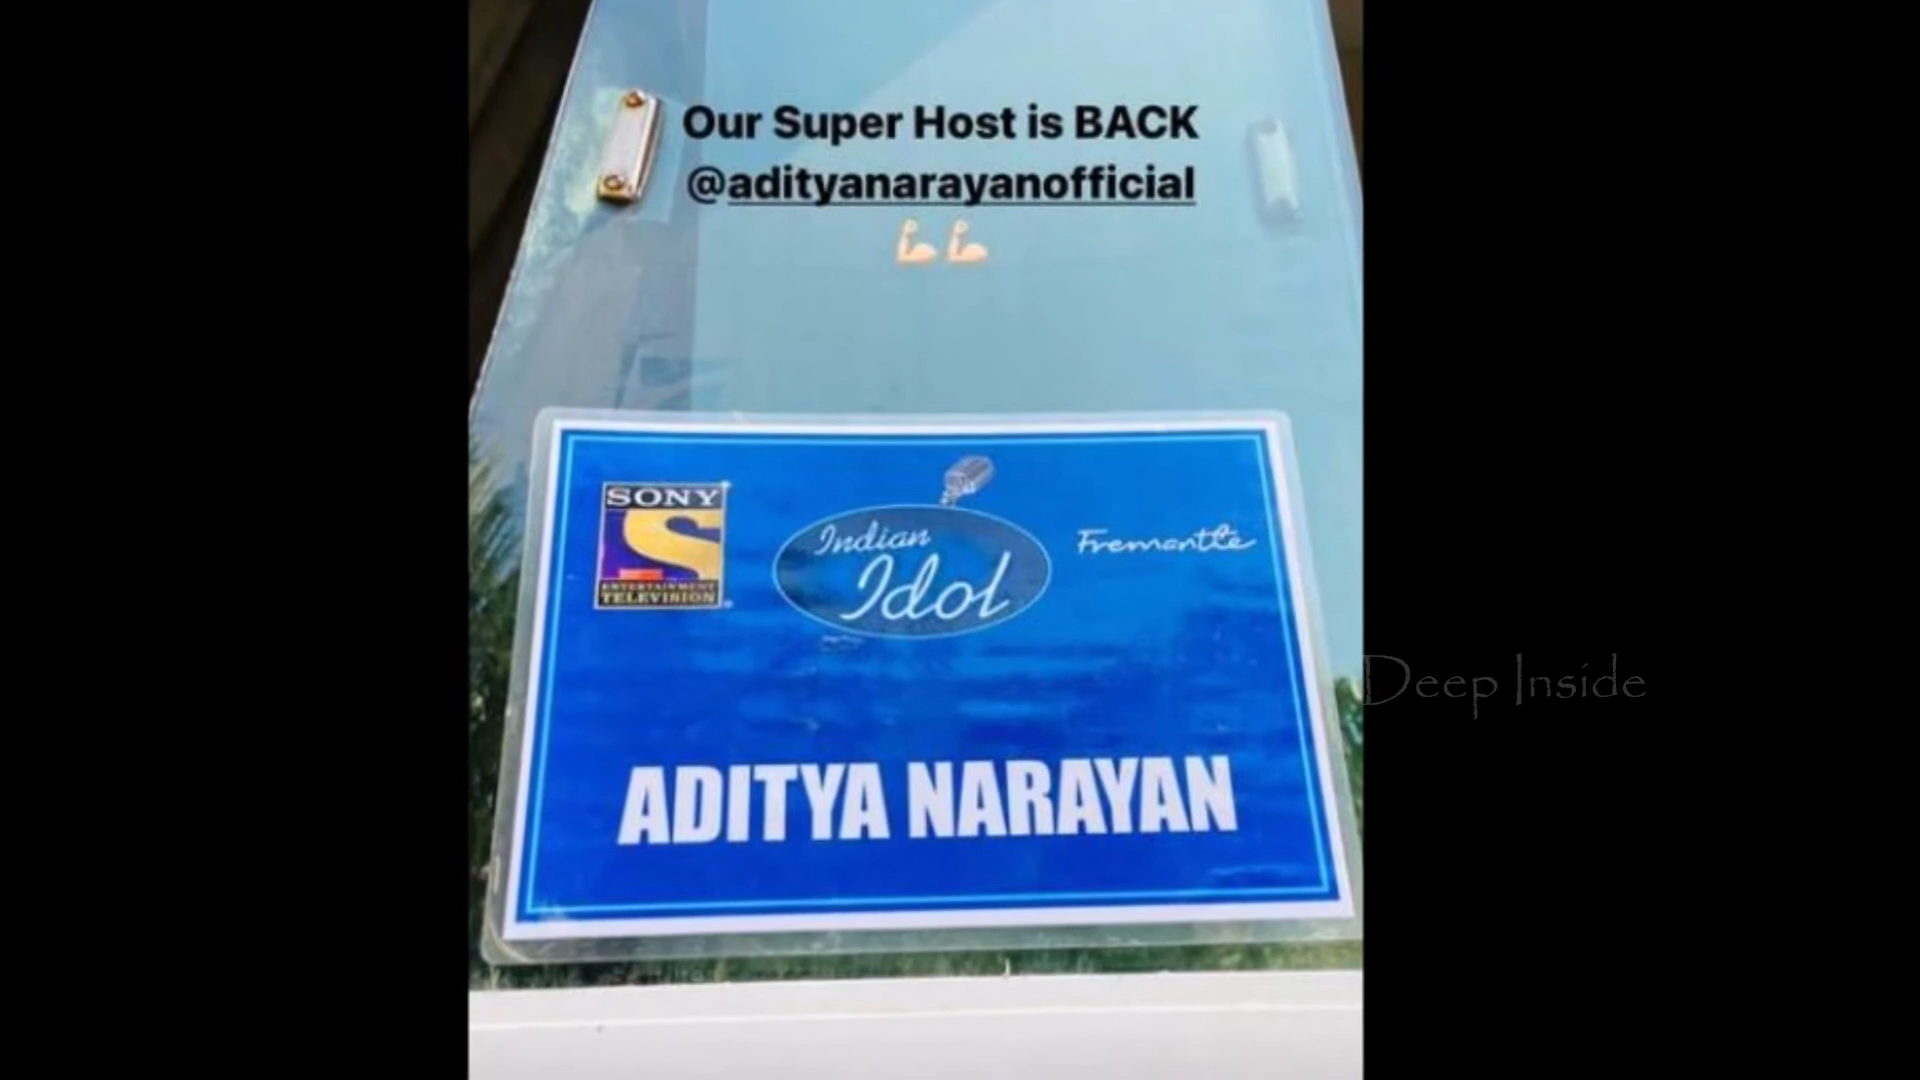 Our Super Host is BACK
@adityanarayanofficial
SONY
ENTERTAINMENT
TELEVISION
Indian
Idol
Fremantle
ADITYA NARAYAN
Deep Inside